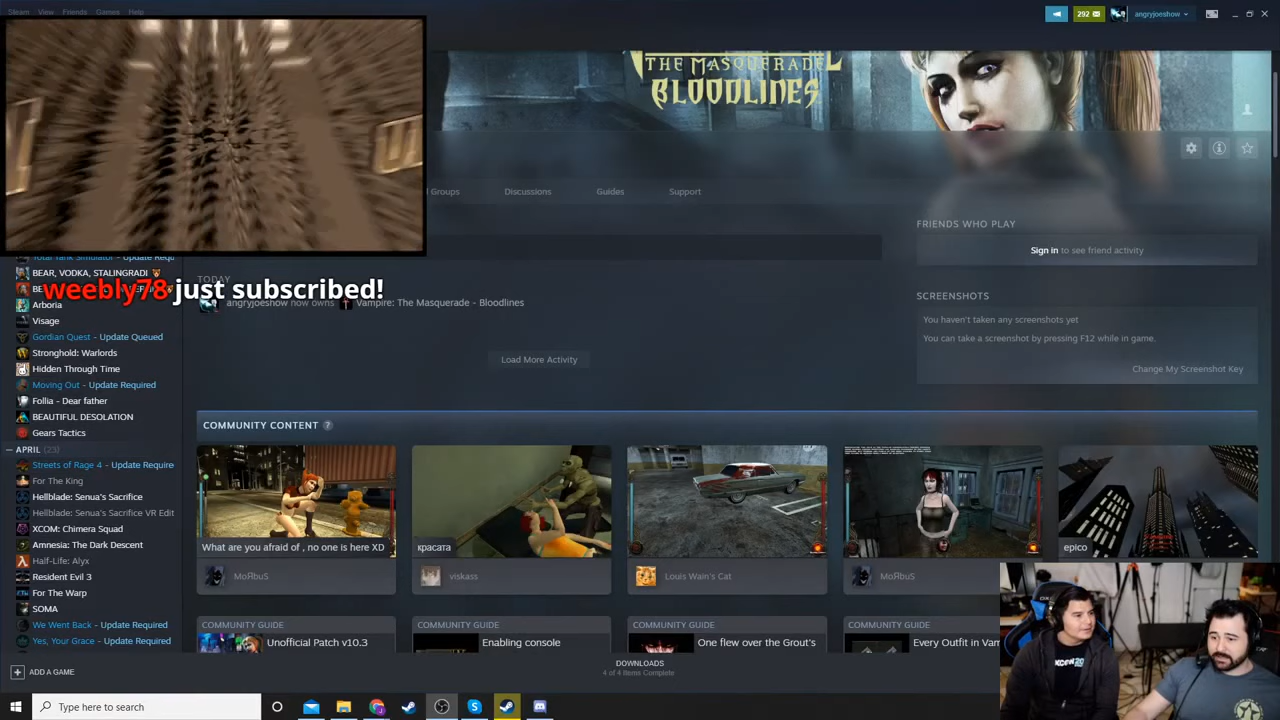 Steam View Friends Games Help
292
angryjoeshow
THE MASQUERADE
BLOODLINES
Groups
Discussions
Guides
Support
Total Tank Simulator - Update Requ
BEAR, VODKA, STALINGRAD!
weebly78 just subscribed!
Arboria
Visage
Gordian Quest - Update Queued
Stronghold: Warlords
Hidden Through Time
Moving Out - Update Required
Follia - Dear father
BEAUTIFUL DESOLATION
Gears Tactics
APRIL (23)
Streets of Rage 4 - Update Require
For The King
Hellblade: Senua's Sacrifice
Hellblade: Senua's Sacrifice VR Edit
XCOM: Chimera Squad
Amnesia: The Dark Descent
Half-Life: Alyx
Resident Evil 3
For The Warp
SOMA
We Went Back - Update Required
Yes, Your Grace - Update Required
TODAY
angryjoeshow now owns Vampire: The Masquerade - Bloodlines
Load More Activity
FRIENDS WHO PLAY
Sign in to see friend activity
SCREENSHOTS
You haven't taken any screenshots yet
You can take a screenshot by pressing F12 while in game.
Change My Screenshot Key
COMMUNITY CONTENT ?
What are you afraid of , no one is here XD
MoЯbuS
красата
viskass
Louis Wain's Cat
MoЯbuS
epico
COMMUNITY GUIDE
Unofficial Patch v10.3
COMMUNITY GUIDE
Enabling console
COMMUNITY GUIDE
One flew over the Grout's
COMMUNITY GUIDE
Every Outfit in Vam
ADD A GAME
DOWNLOADS
4 of 4 Items Complete
Type here to search